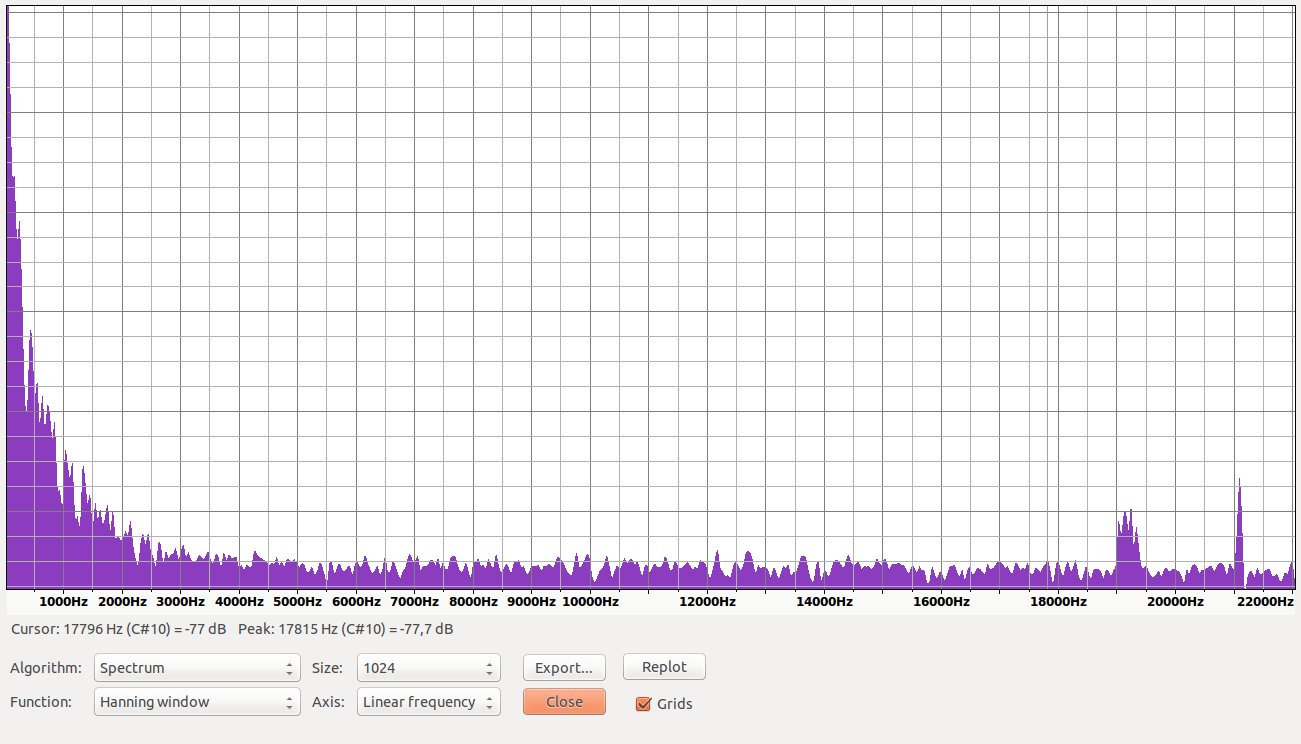 1000Hz 2000Hz 3000Hz 4000Hz 5000Hz 6000Hz 7000Hz 8000Hz 9000Hz 10000Hz 12000Hz 14000Hz 16000Hz 18000Hz 20000Hz 22000Hz
Cursor: 17796 Hz (C#10) = -77 dB Peak: 17815 Hz (C#10) = -77,7 dB
Algorithm: Spectrum Size: 1024 Export... Replot
Function: Hanning window Axis: Linear frequency Close Grids